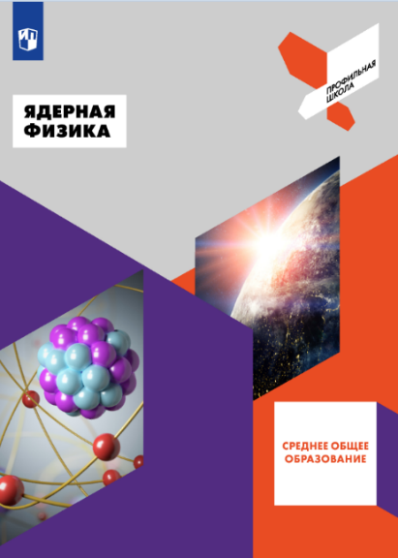 ПРОФИЛЬНАЯ
ШКОЛА
ЯДЕРНАЯ
ФИЗИКА
СРЕДНЕЕ ОБЩЕЕ
ОБРАЗОВАНИЕ